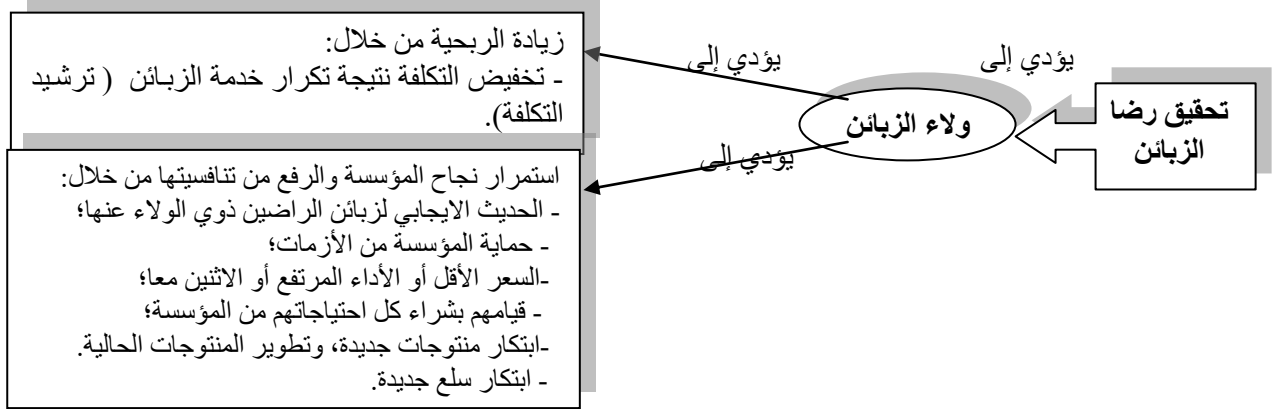 تحقيق رضا
الزبائن
يؤدي إلى
ولاء الزبائن
يؤدي إلى
زيادة الربحية من خلال:
- تخفيض التكلفة نتيجة تكرار خدمة الزبائن ( ترشيد
التكلفة).
يؤدي إلى
استمرار نجاح المؤسسة والرفع من تنافسيتها من خلال:
- الحديث الايجابي لزبائن الراضين ذوي الولاء عنها؛
- حماية المؤسسة من الأزمات؛
-السعر الأقل أو الأداء المرتفع أو الاثنين معا؛
- قيامهم بشراء كل احتياجاتهم من المؤسسة؛
-ابتكار منتوجات جديدة، وتطوير المنتوجات الحالية.
- ابتكار سلع جديدة.